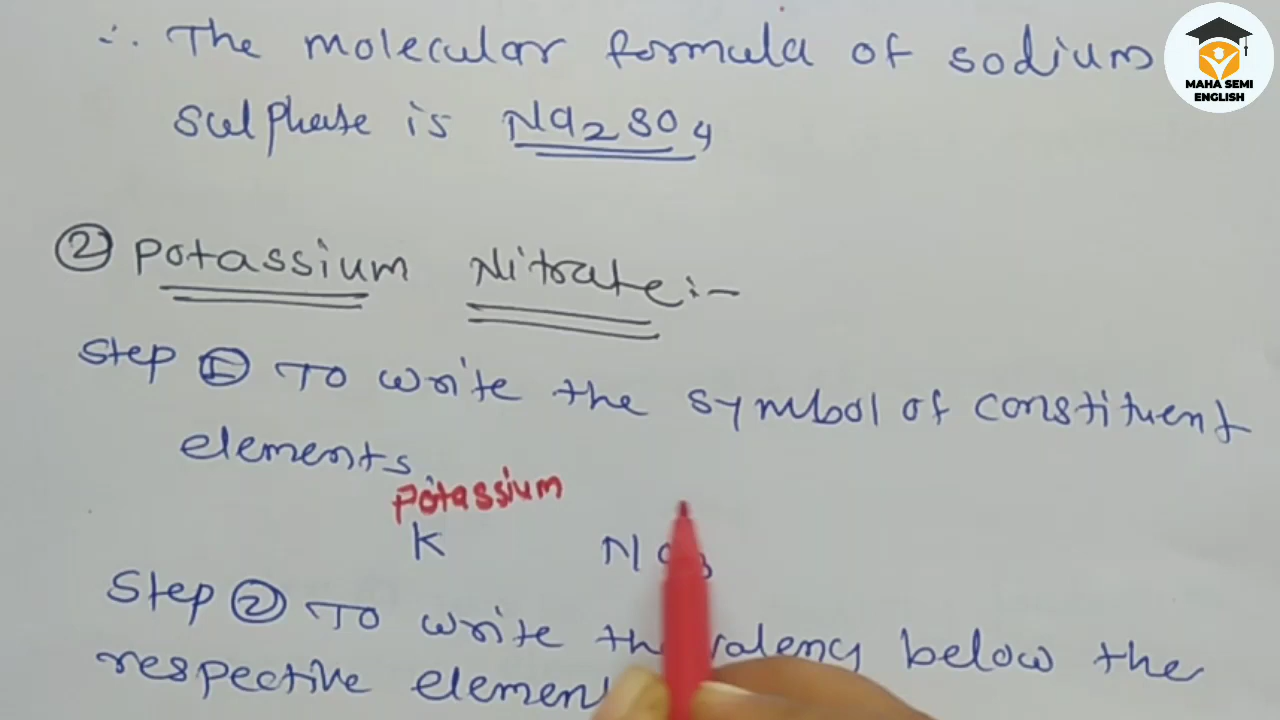 ∴ The molecular formula of sodium
sulphate is Na₂SO₄
MAHA SEMI
ENGLISH
② Potassium Nitrate:-
Step ① To write the symbol of constituent
elements.
Potassium
K NO₃
Step ② To write the valency below the
respective